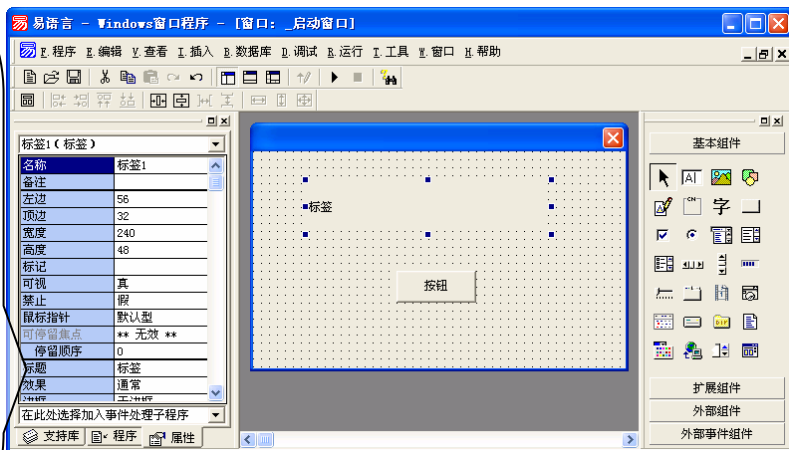 易语言 - Windows窗口程序 - [窗口: _启动窗口]
F.程序 E.编辑 V.查看 I.插入 B.数据库 D.调试 R.运行 T.工具 W.窗口 H.帮助
标签1(标签)
名称 标签1
备注
左边 56
顶边 32
宽度 240
高度 48
标记
可视 真
禁止 假
鼠标指针 默认型
可停留焦点 ** 无效 **
停留顺序 0
标题 标签
效果 通常
在此处选择加入事件处理子程序
支持库 程序 属性
标签
按钮
基本组件
字
扩展组件
外部组件
外部事件组件